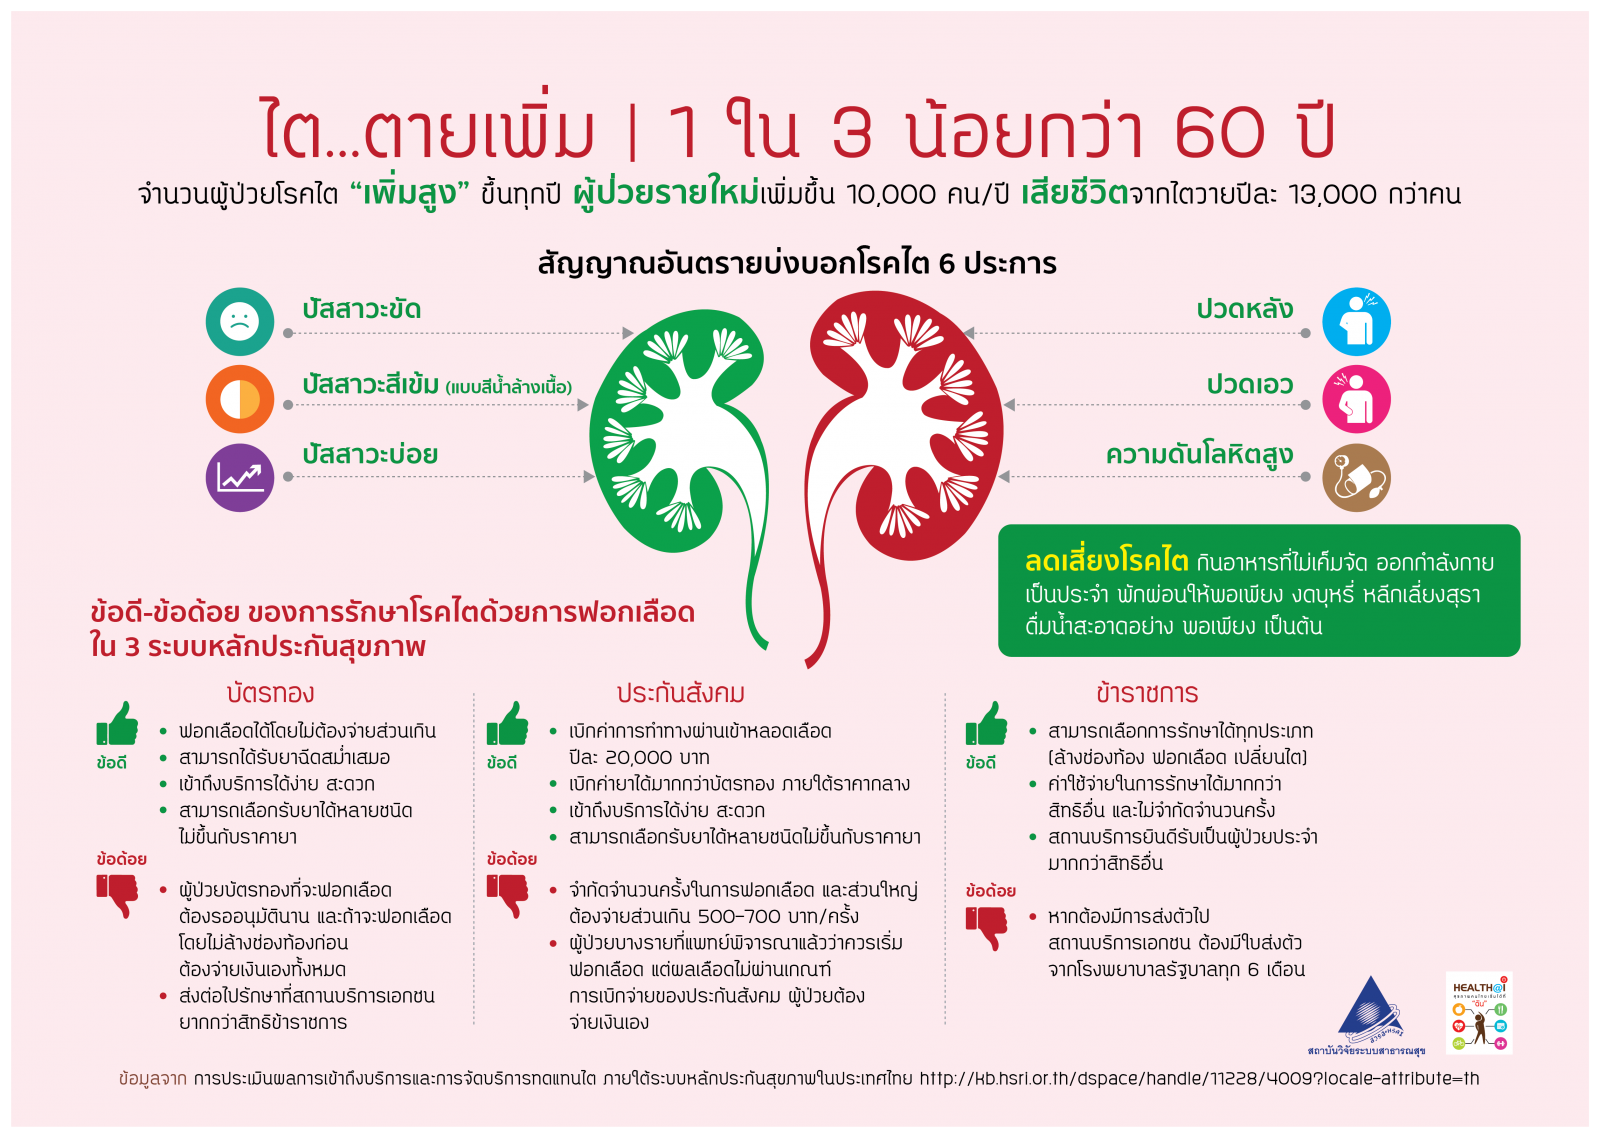 ไต...ตายเพิ่ม | 1 ใน 3 น้อยกว่า 60 ปี
จำนวนผู้ป่วยโรคไต “เพิ่มสูง” ขึ้นทุกปี ผู้ป่วยรายใหม่เพิ่มขึ้น 10,000 คน/ปี เสียชีวิตจากไตวายปีละ 13,000 กว่าคน
สัญญาณอันตรายบ่งบอกโรคไต 6 ประการ
ปัสสาวะขัด
ปัสสาวะสีเข้ม (แบบสีน้ำล้างเนื้อ)
ปัสสาวะบ่อย
ปวดหลัง
ปวดเอว
ความดันโลหิตสูง
ลดเสี่ยงโรคไต กินอาหารที่ไม่เค็มจัด ออกกำลังกาย
เป็นประจำ พักผ่อนให้พอเพียง งดบุหรี่ หลีกเลี่ยงสุรา
ดื่มน้ำสะอาดอย่าง พอเพียง เป็นต้น
ข้อดี-ข้อด้อย ของการรักษาโรคไตด้วยการฟอกเลือด
ใน 3 ระบบหลักประกันสุขภาพ
บัตรทอง
ข้อดี
• ฟอกเลือดได้โดยไม่ต้องจ่ายส่วนเกิน
• สามารถได้รับยาฉีดสม่ำเสมอ
• เข้าถึงบริการได้ง่าย สะดวก
• สามารถเลือกรับยาได้หลายชนิด
ไม่ขึ้นกับราคายา
ข้อด้อย
• ผู้ป่วยบัตรทองที่จะฟอกเลือด
ต้องรออนุมัตินาน และถ้าจะฟอกเลือด
โดยไม่ล้างช่องท้องก่อน
ต้องจ่ายเงินเองทั้งหมด
• ส่งต่อไปรักษาที่สถานบริการเอกชน
ยากกว่าสิทธิข้าราชการ
ประกันสังคม
ข้อดี
• เบิกค่าการทำทางผ่านเข้าหลอดเลือด
ปีละ 20,000 บาท
• เบิกค่ายาได้มากกว่าบัตรทอง ภายใต้ราคากลาง
• เข้าถึงบริการได้ง่าย สะดวก
• สามารถเลือกรับยาได้หลายชนิดไม่ขึ้นกับราคายา
ข้อด้อย
• จำกัดจำนวนครั้งในการฟอกเลือด และส่วนใหญ่
ต้องจ่ายส่วนเกิน 500-700 บาท/ครั้ง
• ผู้ป่วยบางรายที่แพทย์พิจารณาแล้วว่าควรเริ่ม
ฟอกเลือด แต่ผลเลือดไม่ผ่านเกณฑ์
การเบิกจ่ายของประกันสังคม ผู้ป่วยต้อง
จ่ายเงินเอง
ข้าราชการ
ข้อดี
• สามารถเลือกการรักษาได้ทุกประเภท
(ล้างช่องท้อง ฟอกเลือด เปลี่ยนไต)
• ค่าใช้จ่ายในการรักษาได้มากกว่า
สิทธิอื่น และไม่จำกัดจำนวนครั้ง
• สถานบริการยินดีรับเป็นผู้ป่วยประจำ
มากกว่าสิทธิอื่น
ข้อด้อย
• หากต้องมีการส่งตัวไป
สถานบริการเอกชน ต้องมีใบส่งตัว
จากโรงพยาบาลรัฐบาลทุก 6 เดือน
สถาบันวิจัยระบบสาธารณสุข
HEALTH@i
"ฉัน"
ข้อมูลจาก การประเมินผลการเข้าถึงบริการและการจัดบริการทดแทนไต ภายใต้ระบบหลักประกันสุขภาพในประเทศไทย http://kb.hsri.or.th/dspace/handle/11228/4009?locale-attribute=th